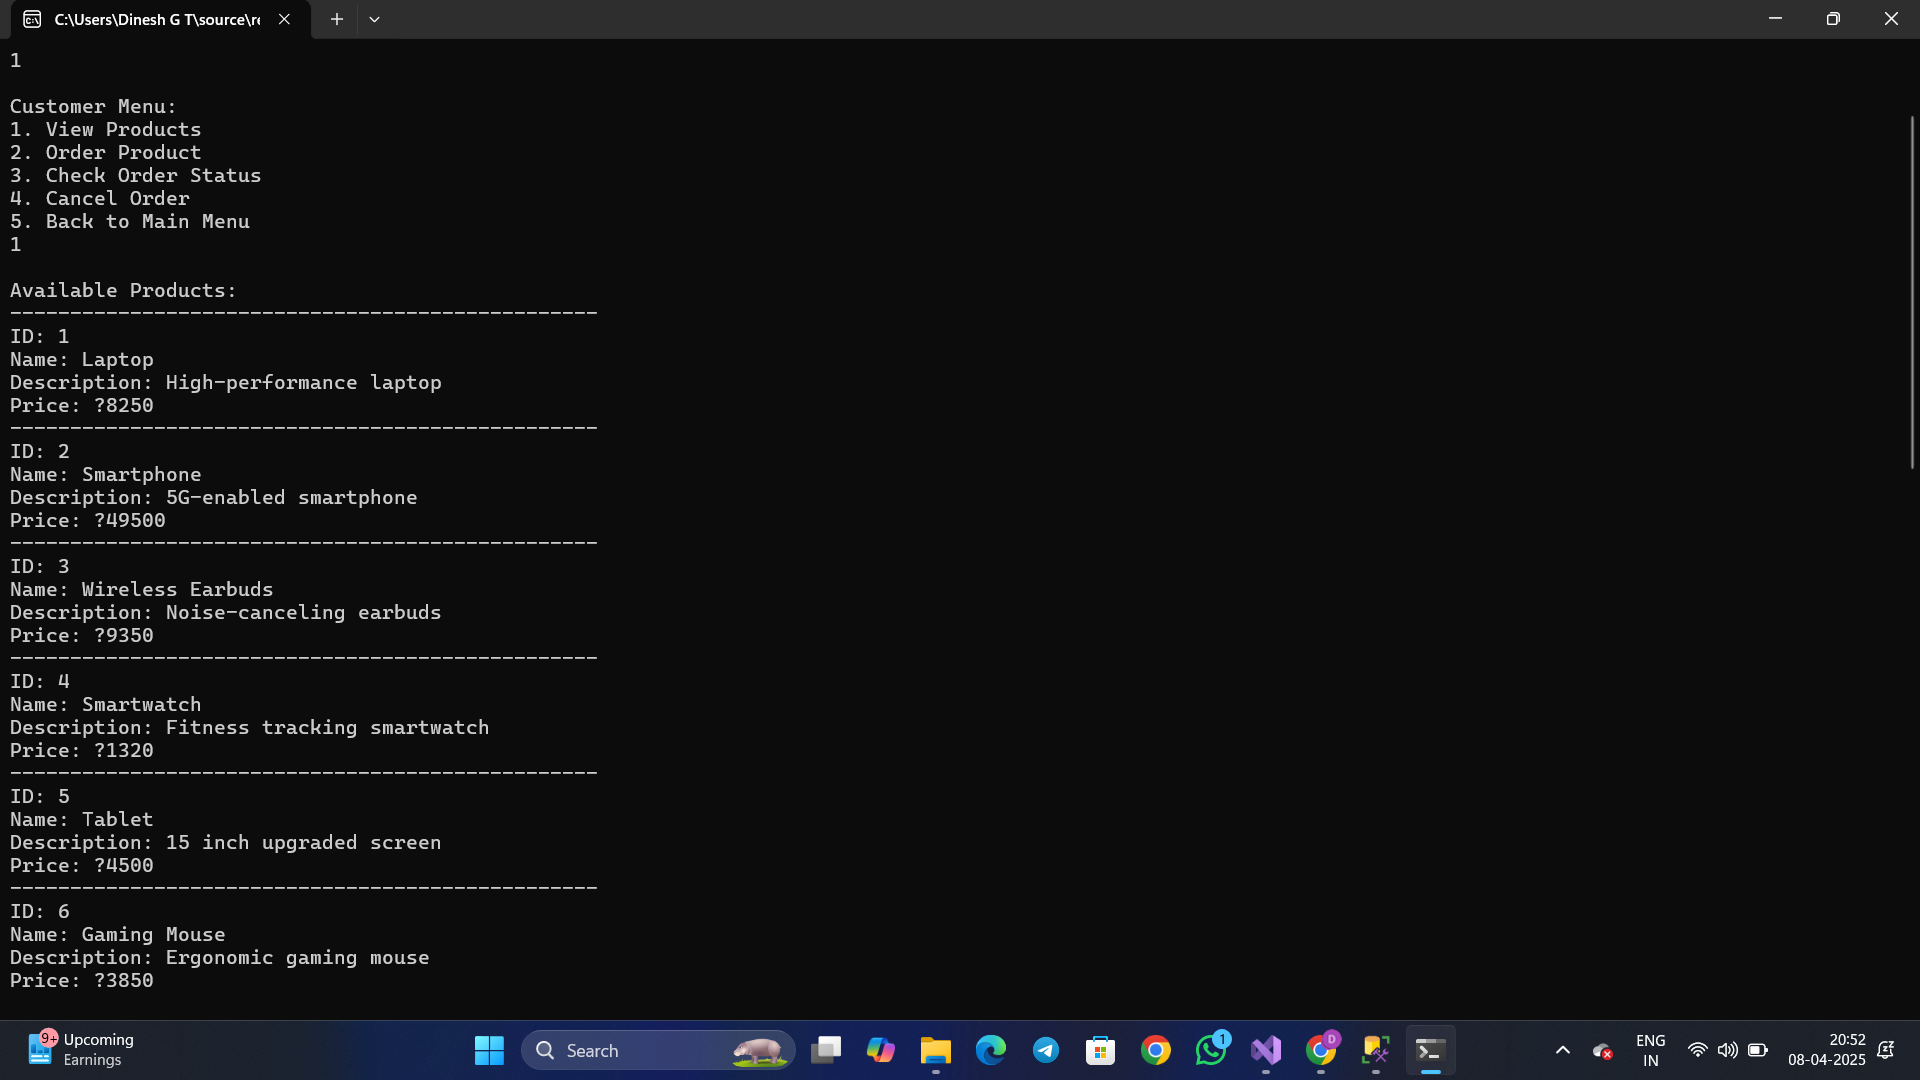 C:\Users\Dinesh G T\source\re
1
Customer Menu:
1. View Products
2. Order Product
3. Check Order Status
4. Cancel Order
5. Back to Main Menu
1
Available Products:
-------------------------------------------------
ID: 1
Name: Laptop
Description: High-performance laptop
Price: ?8250
-------------------------------------------------
ID: 2
Name: Smartphone
Description: 5G-enabled smartphone
Price: ?49500
-------------------------------------------------
ID: 3
Name: Wireless Earbuds
Description: Noise-canceling earbuds
Price: ?9350
-------------------------------------------------
ID: 4
Name: Smartwatch
Description: Fitness tracking smartwatch
Price: ?1320
-------------------------------------------------
ID: 5
Name: Tablet
Description: 15 inch upgraded screen
Price: ?4500
-------------------------------------------------
ID: 6
Name: Gaming Mouse
Description: Ergonomic gaming mouse
Price: ?3850
9+
Upcoming
Earnings
Search
1
D
ENG
IN
20:52
08-04-2025